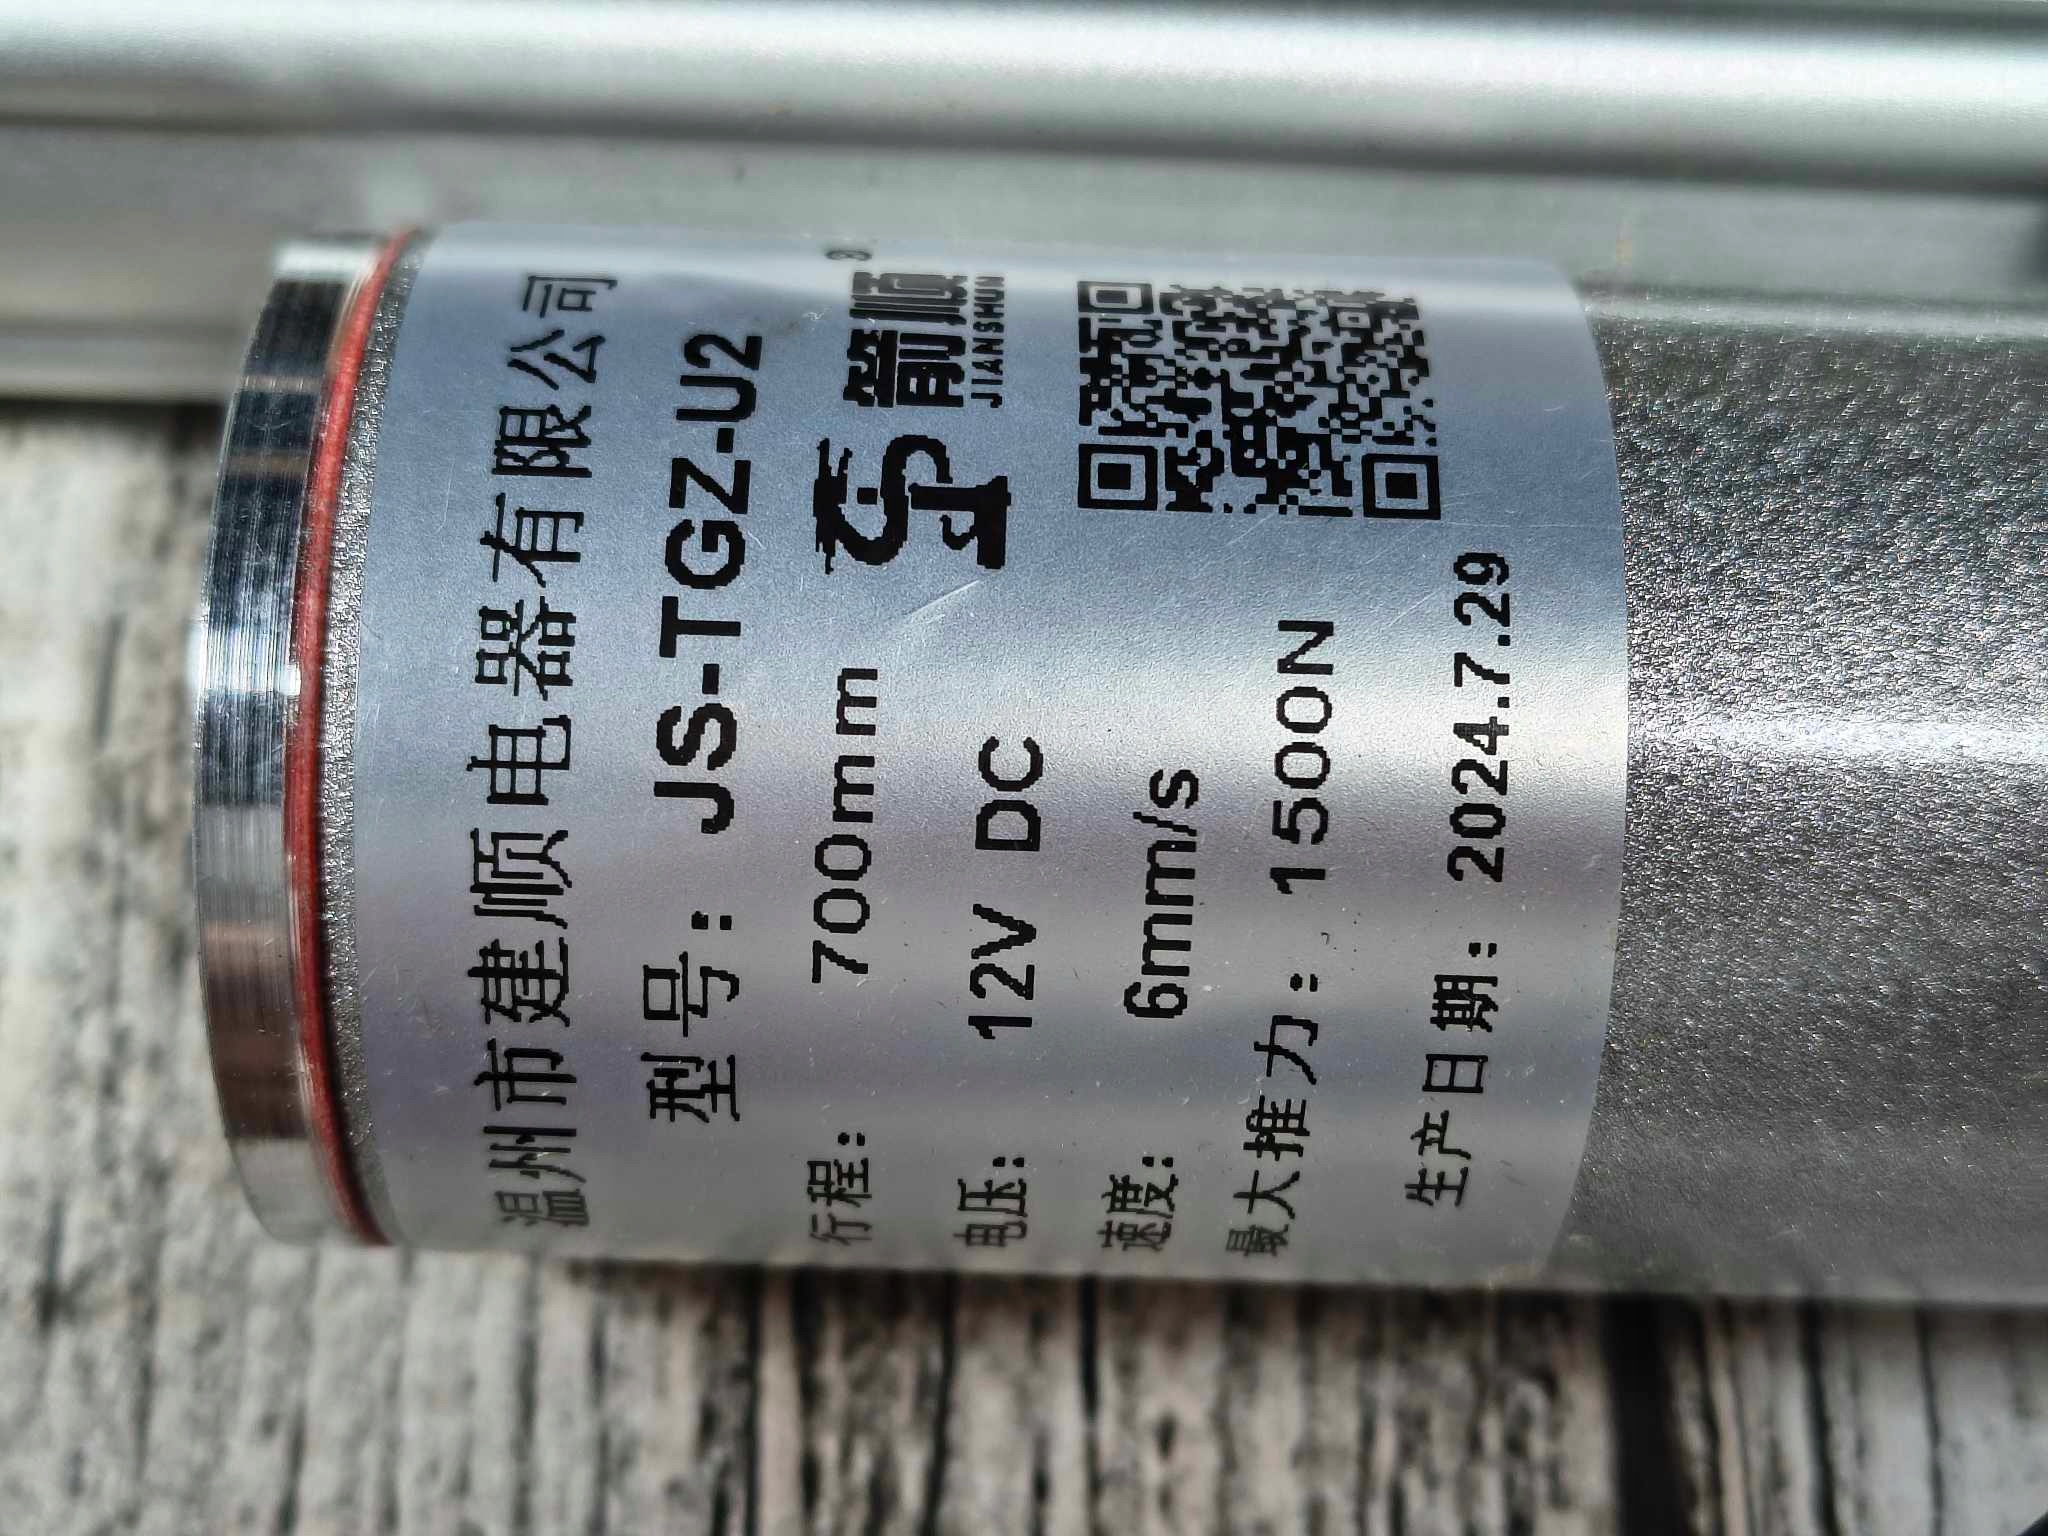 温州市建顺电器有限公司
型号: JS-TGZ-U2
行程: 700mm
电压: 12V DC
速度: 6mm/s
最大推力: 1500N
生产日期: 2024.7.29
箭顺
JIANSHUN